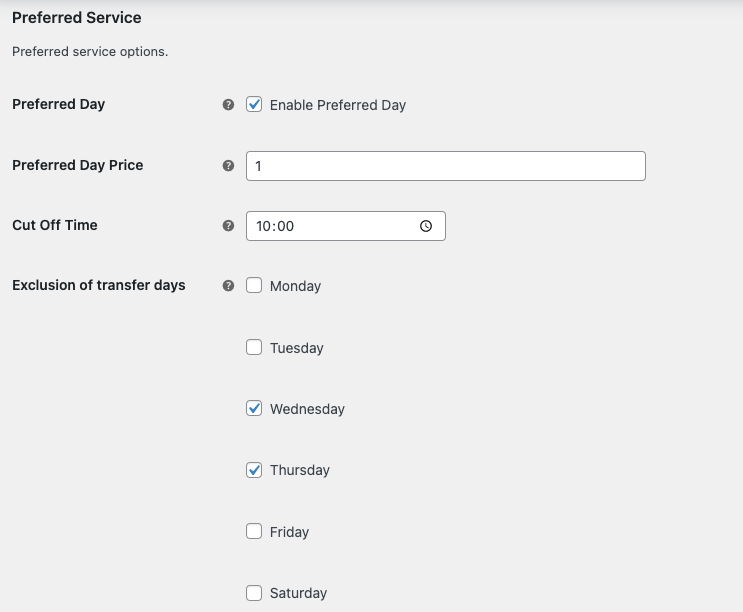 Preferred Service
Preferred service options.
Preferred Day ? Enable Preferred Day
Preferred Day Price ? 1
Cut Off Time ? 10:00
Exclusion of transfer days ? Monday
Tuesday
Wednesday
Thursday
Friday
Saturday